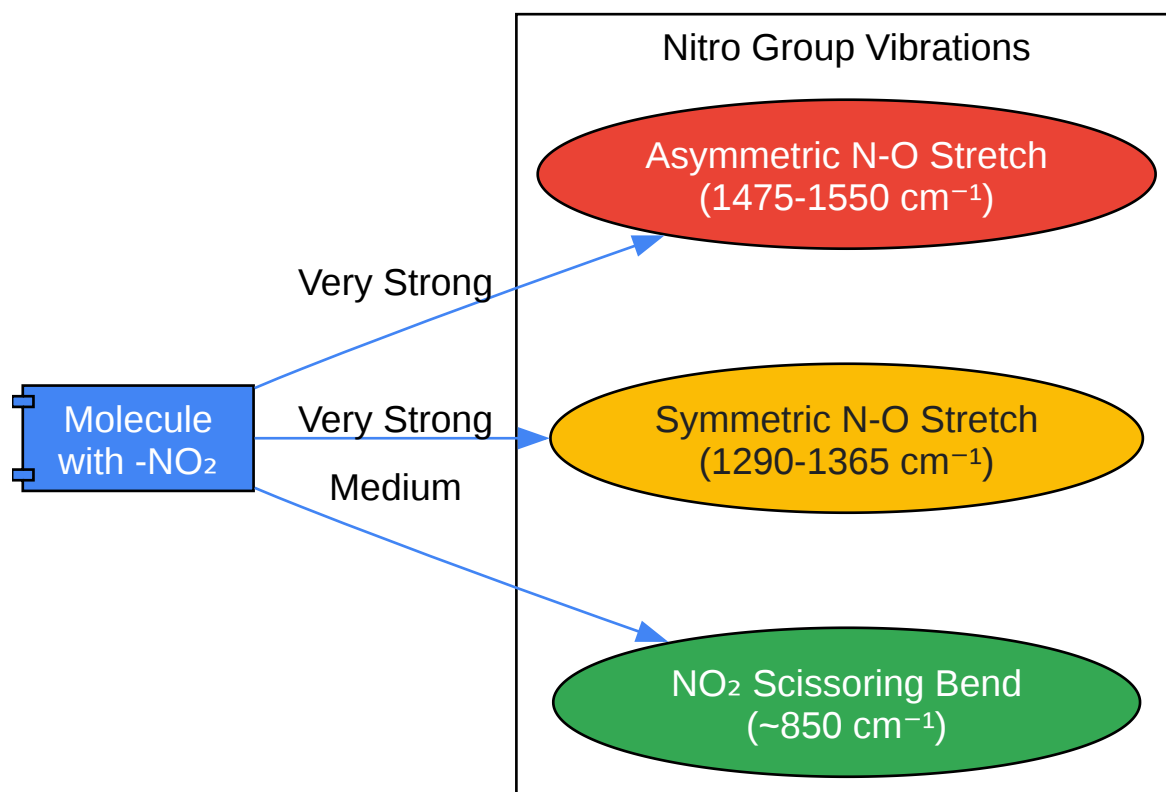 Nitro Group Vibrations
Asymmetric N-O Stretch
(1475-1550 cm⁻¹)
Very Strong
Molecule
with -NO₂
Very Strong
Symmetric N-O Stretch
(1290-1365 cm⁻¹)
Medium
NO₂ Scissoring Bend
(~850 cm⁻¹)